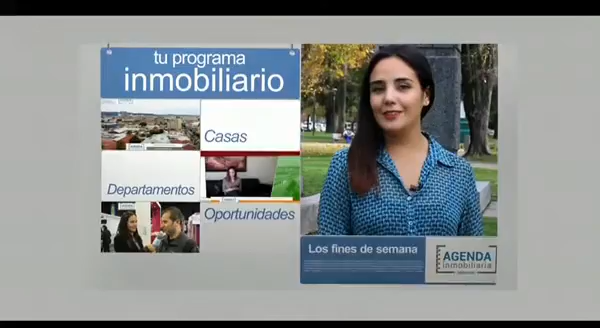 tu programa
inmobiliario
Casas
Departamentos
Oportunidades
Los fines de semana
AGENDA
inmobiliaria